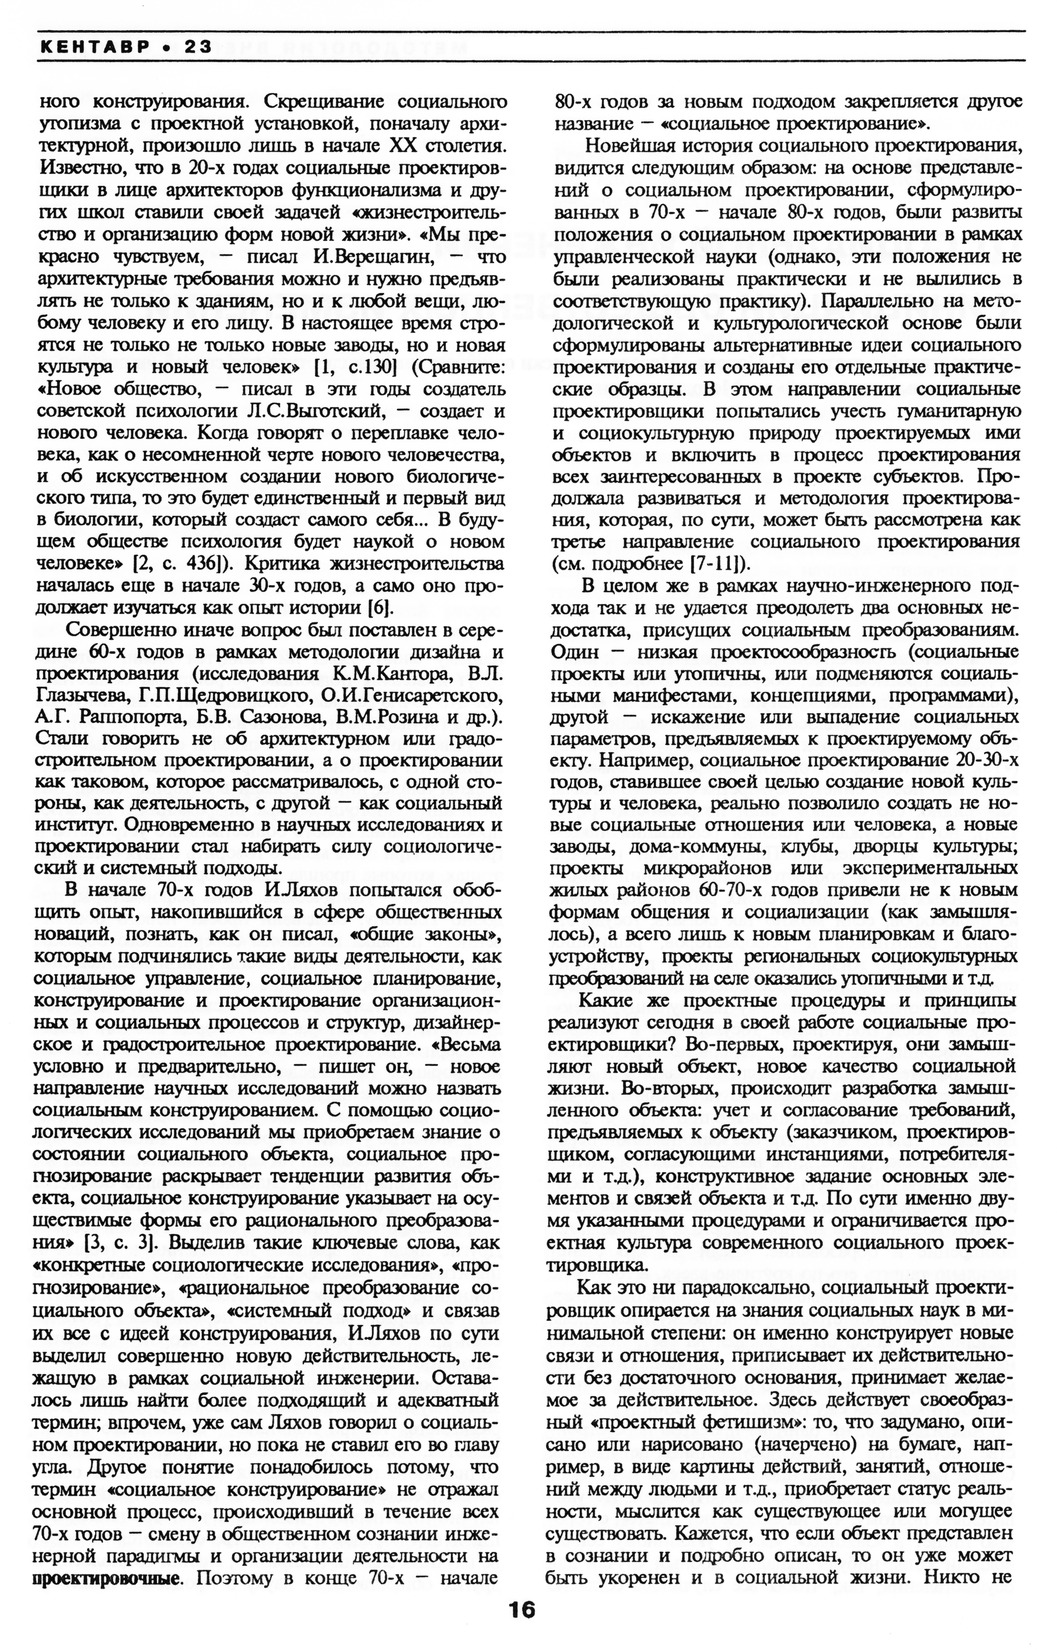 КЕНТАВР • 23
ного конструирования. Скрещивание социального
утопизма с проектной установкой, поначалу архи-
тектурной, произошло лишь в начале XX столетия.
Известно, что в 20-х годах социальные проектиров-
щики в лице архитекторов функционализма и дру-
гих школ ставили своей задачей «жизнестроитель-
ство и организацию форм новой жизни». «Мы пре-
красно чувствуем, — писал И.Верещагин, — что
архитектурные требования можно и нужно предъяв-
лять не только к зданиям, но и к любой вещи, лю-
бому человеку и его лицу. В настоящее время стро-
ятся не только не только новые заводы, но и новая
культура и новый человек» [1, с.130] (Сравните:
«Новое общество, — писал в эти годы создатель
советской психологии Л.С.Выготский, — создает и
нового человека. Когда говорят о переплавке чело-
века, как о несомненной черте нового человечества,
и об искусственном создании нового биологиче-
ского типа, то это будет единственный и первый вид
в биологии, который создаст самого себя... В буду-
щем обществе психология будет наукой о новом
человеке» [2, с. 436]). Критика жизнестроительства
началась еще в начале 30-х годов, а само оно про-
должает изучаться как опыт истории [6].
Совершенно иначе вопрос был поставлен в сере-
дине 60-х годов в рамках методологии дизайна и
проектирования (исследования К.М.Кантора, В.Л.
Глазычева, Г.П.Щедровицкого, О.И.Генисаретского,
А.Г. Раппопорта, Б.В. Сазонова, В.М.Розина и др.).
Стали говорить не об архитектурном или градо-
строительном проектировании, а о проектировании
как таковом, которое рассматривалось, с одной сто-
роны, как деятельность, с другой — как социальный
институт. Одновременно в научных исследованиях и
проектировании стал набирать силу социологиче-
ский и системный подходы.
В начале 70-х годов И.Ляхов попытался обоб-
щить опыт, накопившийся в сфере общественных
новаций, познать, как он писал, «общие законы»,
которым подчинялись такие виды деятельности, как
социальное управление, социальное планирование,
конструирование и проектирование организацион-
ных и социальных процессов и структур, дизайнер-
ское и градостроительное проектирование. «Весьма
условно и предварительно, — пишет он, — новое
направление научных исследований можно назвать
социальным конструированием. С помощью социо-
логических исследований мы приобретаем знание о
состоянии социального объекта, социальное про-
гнозирование раскрывает тенденции развития объ-
екта, социальное конструирование указывает на осу-
ществимые формы его рационального преобразова-
ния» [3, с. 3]. Выделив такие ключевые слова, как
«конкретные социологические исследования», «про-
гнозирование», «рациональное преобразование со-
циального объекта», «системный подход» и связав
их все с идеей конструирования, И.Ляхов по сути
выделил совершенно новую действительность, ле-
жащую в рамках социальной инженерии. Остава-
лось лишь найти более подходящий и адекватный
термин; впрочем, уже сам Ляхов говорил о социаль-
ном проектировании, но пока не ставил его во главу
угла. Другое понятие понадобилось потому, что
термин «социальное конструирование» не отражал
основной процесс, происходивший в течение всех
70-х годов — смену в общественном сознании инже-
нерной парадигмы и организации деятельности на
проектировочные. Поэтому в конце 70-х — начале
80-х годов за новым подходом закрепляется другое
название — «социальное проектирование».
Новейшая история социального проектирования,
видится следующим образом: на основе представле-
ний о социальном проектировании, сформулиро-
ванных в 70-х — начале 80-х годов, были развиты
положения о социальном проектировании в рамках
управленческой науки (однако, эти положения не
были реализованы практически и не вылились в
соответствующую практику). Параллельно на мето-
дологической и культурологической основе были
сформулированы альтернативные идеи социального
проектирования и созданы его отдельные практиче-
ские образцы. В этом направлении социальные
проектировщики попытались учесть гуманитарную
и социокультурную природу проектируемых ими
объектов и включить в процесс проектирования
всех заинтересованных в проекте субъектов. Про-
должала развиваться и методология проектирова-
ния, которая, по сути, может быть рассмотрена как
третье направление социального проектирования
(см. подробнее [7-11]).
В целом же в рамках научно-инженерного под-
хода так и не удается преодолеть два основных не-
достатка, присущих социальным преобразованиям.
Один — низкая проектосообразность (социальные
проекты или утопичны, или подменяются социаль-
ными манифестами, концепциями, программами),
другой — искажение или выпадение социальных
параметров, предъявляемых к проектируемому объ-
екту. Например, социальное проектирование 20-30-х
годов, ставившее своей целью создание новой куль-
туры и человека, реально позволило создать не но-
вые социальные отношения или человека, а новые
заводы, дома-коммуны, клубы, дворцы культуры;
проекты микрорайонов или экспериментальных
жилых районов 60-70-х годов привели не к новым
формам общения и социализации (как замышля-
лось), а всего лишь к новым планировкам и благо-
устройству, проекты региональных социокультурных
преобразований на селе оказались утопичными и т.д.
Какие же проектные процедуры и принципы
реализуют сегодня в своей работе социальные про-
ектировщики? Во-первых, проектируя, они замыш-
ляют новый объект, новое качество социальной
жизни. Во-вторых, происходит разработка замыш-
ленного объекта: учет и согласование требований,
предъявляемых к объекту (заказчиком, проектиров-
щиком, согласующими инстанциями, потребителя-
ми и т.д.), конструктивное задание основных эле-
ментов и связей объекта и т.д. По сути именно дву-
мя указанными процедурами и ограничивается про-
ектная культура современного социального проек-
тировщика.
Как это ни парадоксально, социальный проекти-
ровщик опирается на знания социальных наук в ми-
нимальной степени: он именно конструирует новые
связи и отношения, приписывает их действительно-
сти без достаточного основания, принимает желае-
мое за действительное. Здесь действует своеобраз-
ный «проектный фетишизм»: то, что задумано, опи-
сано или нарисовано (начерчено) на бумаге, нап-
ример, в виде картины действий, занятий, отноше-
ний между людьми и т.д., приобретает статус реаль-
ности, мыслится как существующее или могущее
существовать. Кажется, что если объект представлен
в сознании и подробно описан, то он уже может
быть укоренен и в социальной жизни. Никто не
16